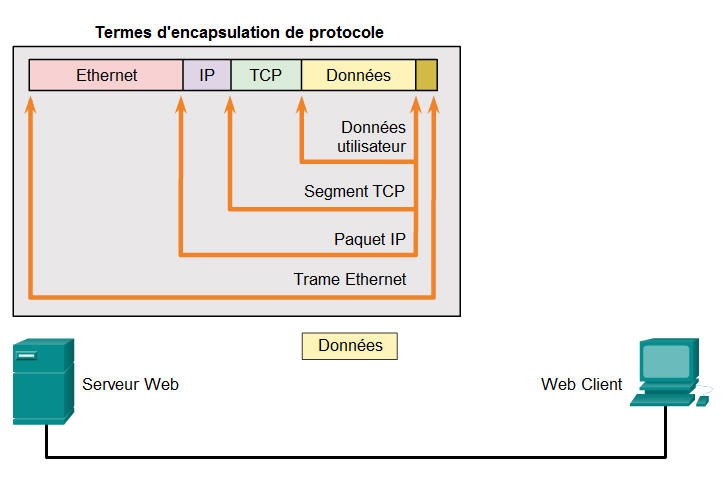 Termes d'encapsulation de protocole
Ethernet IP TCP Données
Données
utilisateur
Segment TCP
Paquet IP
Trame Ethernet
Données
Serveur Web
Web Client